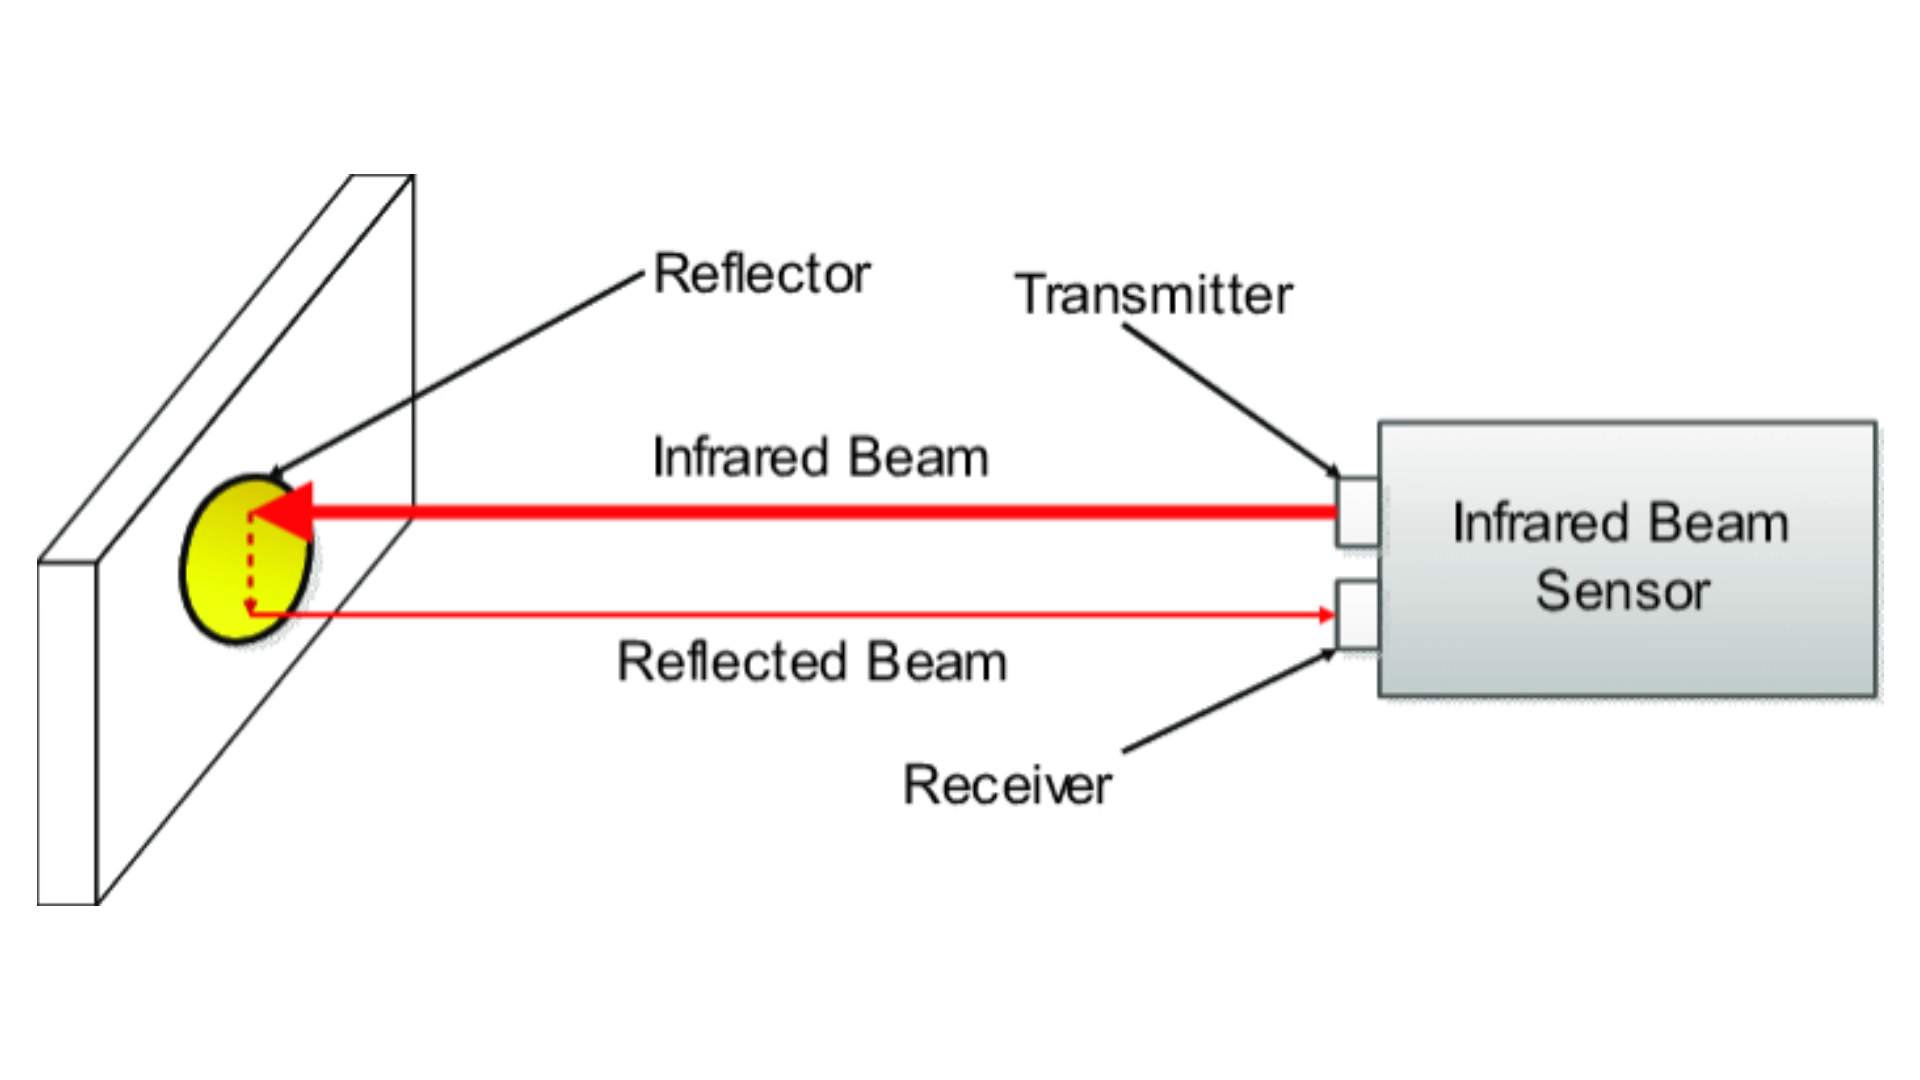 Reflector
Transmitter
Infrared Beam
Infrared Beam
Sensor
Reflected Beam
Receiver